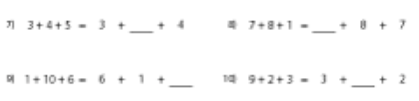 7) 3+4+5 = 3 + ___ + 4
8) 7+8+1 = ___ + 8 + 7
9) 1+10+6 = 6 + 1 + ___
10) 9+2+3 = 3 + ___ + 2